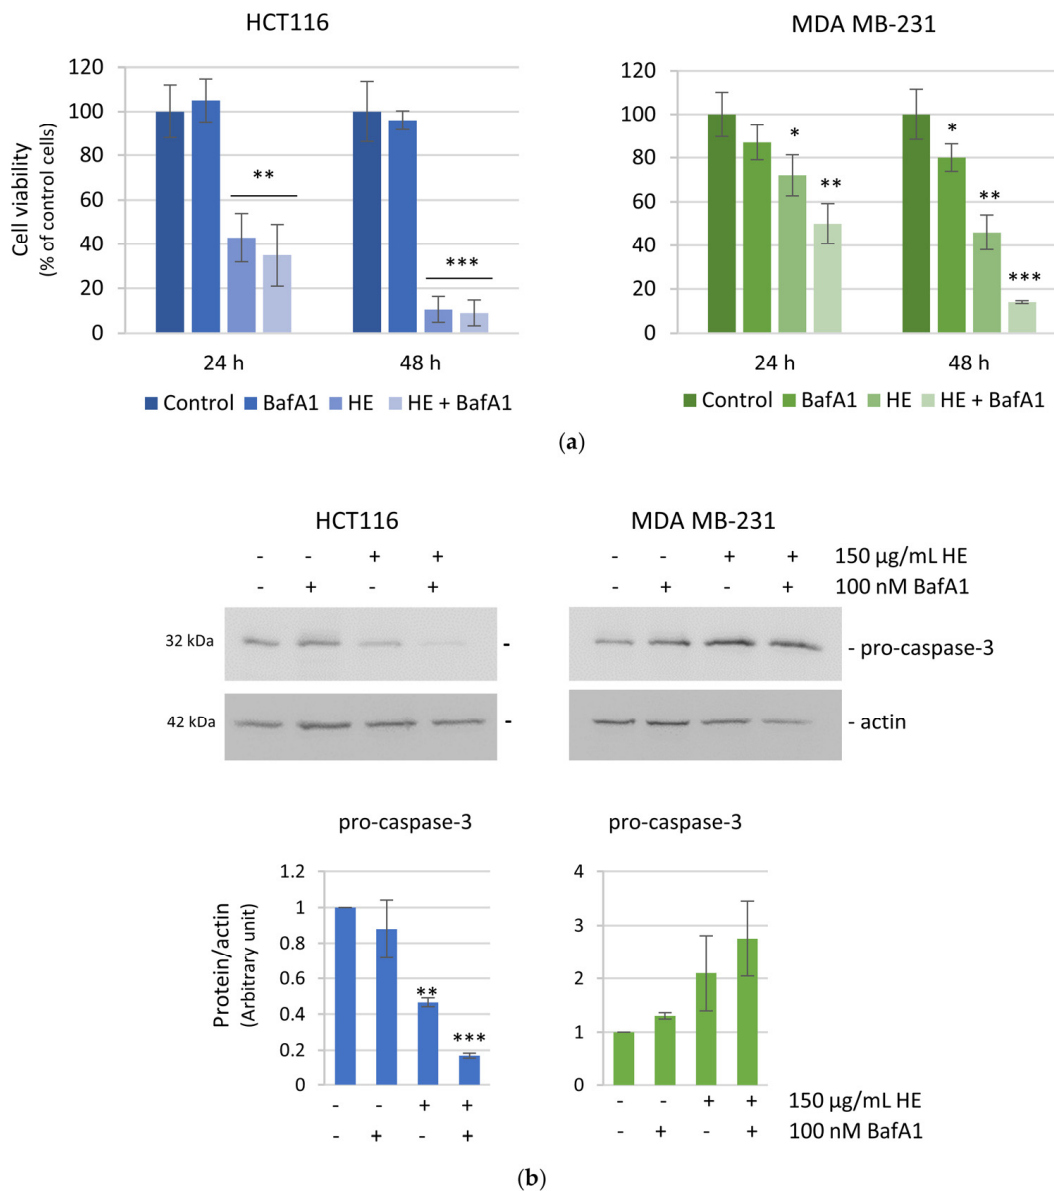 HCT116
MDA MB-231
Cell viability
(% of control cells)
120
100
80
60
40
20
0
**
***
24 h
48 h
Control
BafA1
HE
HE + BafA1
120
100
80
60
40
20
0
*
**
*
**
***
24 h
48 h
Control
BafA1
HE
HE + BafA1
(a)
HCT116
MDA MB-231
- - + +
- - + +
150 µg/mL HE
- + - +
- + - +
100 nM BafA1
32 kDa
-
- pro-caspase-3
42 kDa
-
- actin
pro-caspase-3
pro-caspase-3
Protein/actin
(Arbitrary unit)
1.2
1
0.8
0.6
0.4
0.2
0
**
***
4
3
2
1
0
- - + +
- - + +
150 µg/mL HE
- + - +
- + - +
100 nM BafA1
(b)